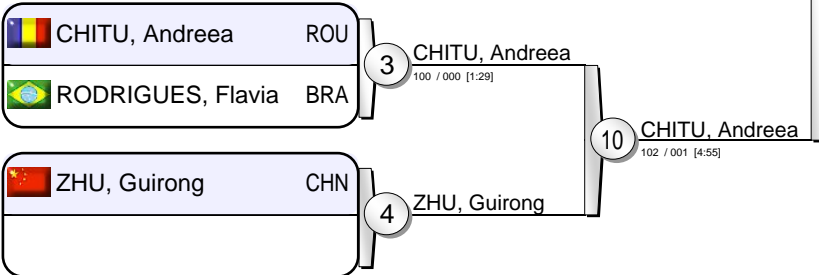 CHITU, Andreea ROU
RODRIGUES, Flavia BRA
3
CHITU, Andreea
100 / 000 [1:29]
ZHU, Guirong CHN
4
ZHU, Guirong
10
CHITU, Andreea
102 / 001 [4:55]